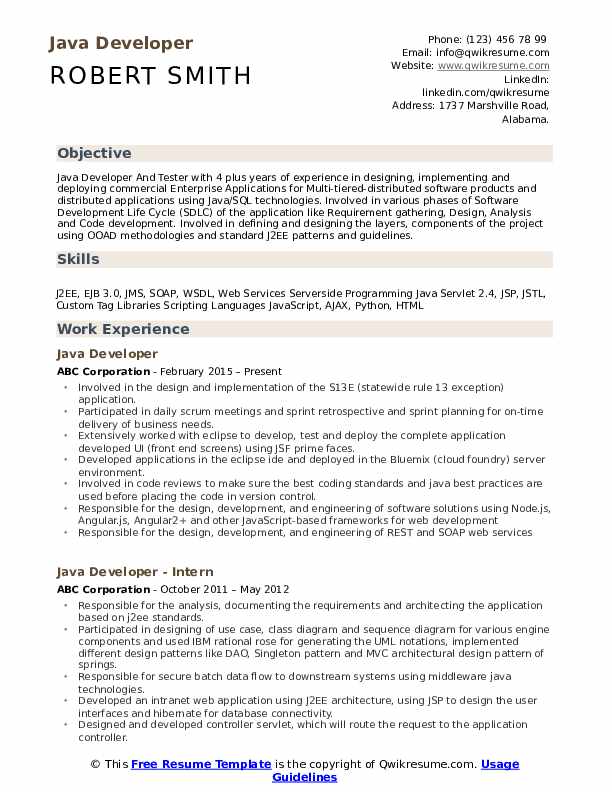 Java Developer
ROBERT SMITH
Phone: (123) 456 78 99
Email: info@qwikresume.com
Website: www.qwikresume.com
LinkedIn:
linkedin.com/qwikresume
Address: 1737 Marshville Road,
Alabama.
Objective
Java Developer And Tester with 4 plus years of experience in designing, implementing and
deploying commercial Enterprise Applications for Multi-tiered-distributed software products and
distributed applications using Java/SQL technologies. Involved in various phases of Software
Development Life Cycle (SDLC) of the application like Requirement gathering, Design, Analysis
and Code development. Involved in defining and designing the layers, components of the project
using OOAD methodologies and standard J2EE patterns and guidelines.
Skills
J2EE, EJB 3.0, JMS, SOAP, WSDL, Web Services Serverside Programming Java Servlet 2.4, JSP, JSTL,
Custom Tag Libraries Scripting Languages JavaScript, AJAX, Python, HTML
Work Experience
Java Developer
ABC Corporation - February 2015 – Present
• Involved in the design and implementation of the S13E (statewide rule 13 exception)
application.
• Participated in daily scrum meetings and sprint retrospective and sprint planning for on-time
delivery of business needs.
• Extensively worked with eclipse to develop, test and deploy the complete application
developed UI (front end screens) using JSF prime faces.
• Developed applications in the eclipse ide and deployed in the Bluemix (cloud foundry) server
environment.
• Involved in code reviews to make sure the best coding standards and java best practices are
used before placing the code in version control.
• Responsible for the design, development, and engineering of software solutions using Node.js,
Angular.js, Angular2+ and other JavaScript-based frameworks for web development
• Responsible for the design, development, and engineering of REST and SOAP web services
Java Developer - Intern
ABC Corporation - October 2011 – May 2012
• Responsible for the analysis, documenting the requirements and architecting the application
based on j2ee standards.
• Participated in designing of use case, class diagram and sequence diagram for various engine
components and used IBM rational rose for generating the UML notations, implemented
different design patterns like DAO, Singleton pattern and MVC architectural design pattern of
springs.
• Responsible for secure batch data flow to downstream systems using middleware java
technologies.
• Developed an intranet web application using J2EE architecture, using JSP to design the user
interfaces and hibernate for database connectivity.
• Designed and developed controller servlet, which will route the request to the application
controller.
© This Free Resume Template is the copyright of Qwikresume.com. Usage
Guidelines